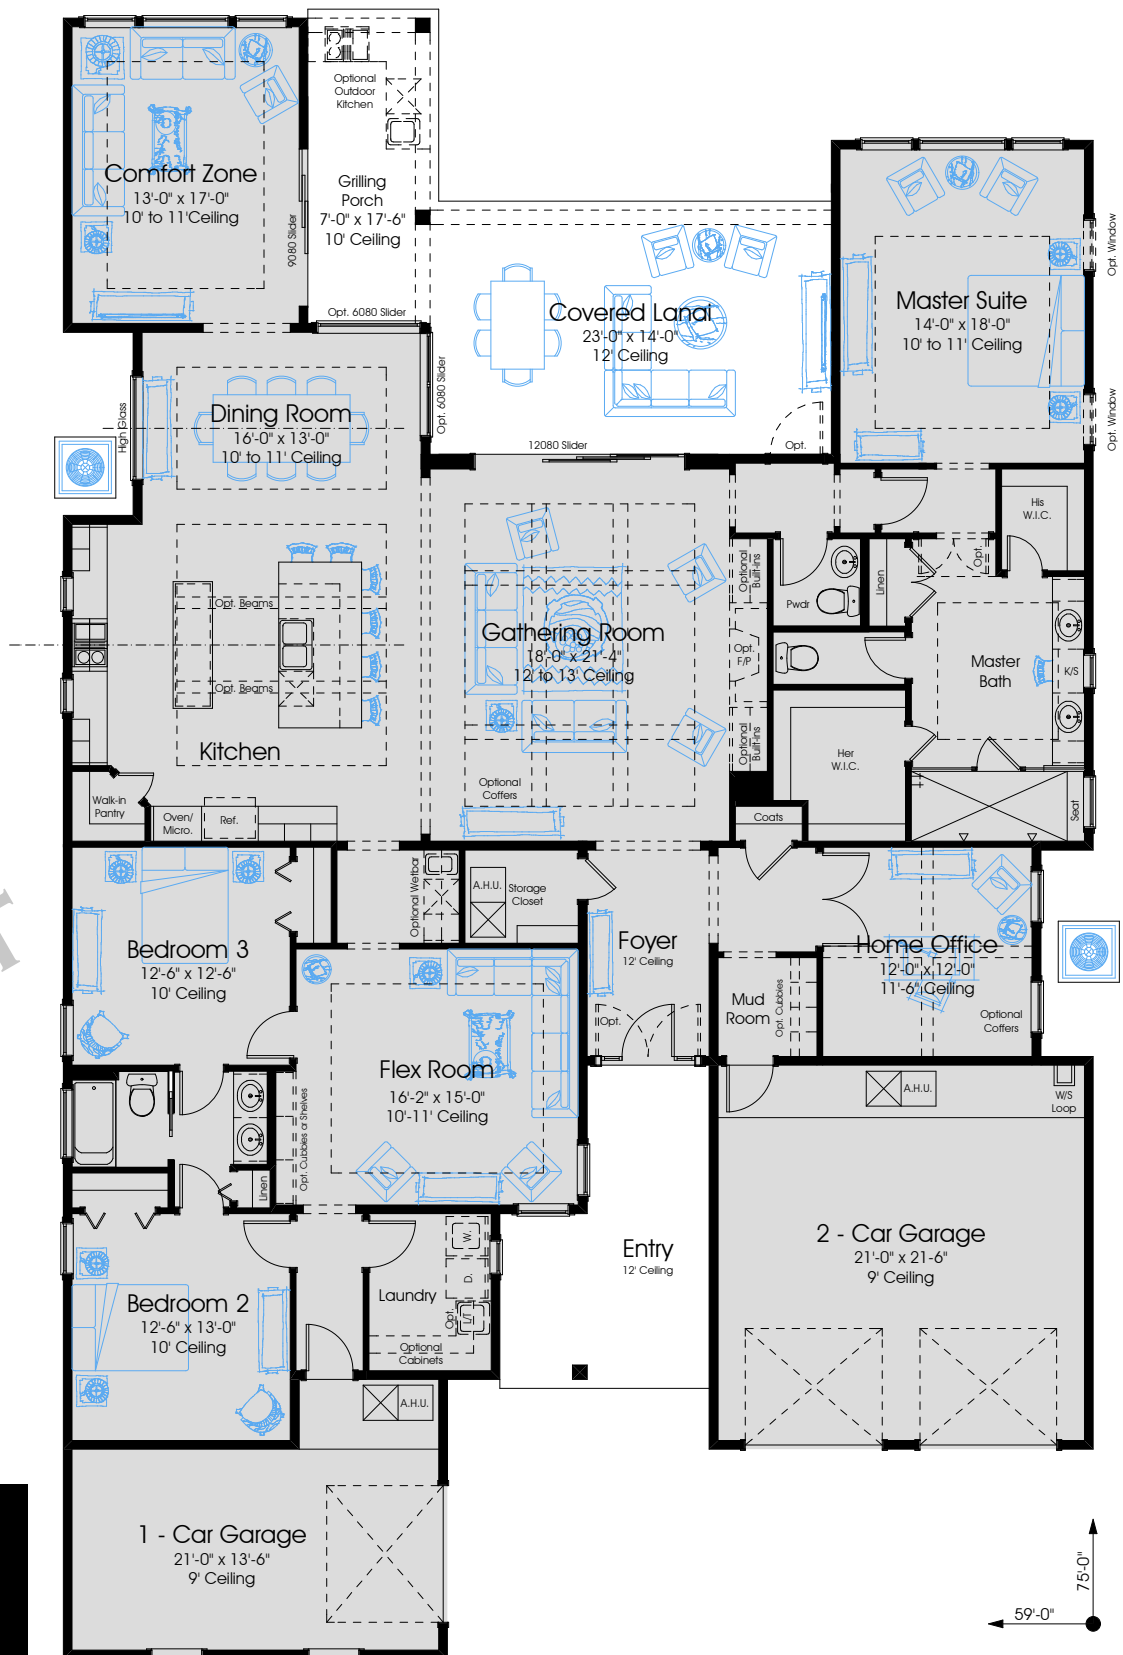 Optional
Outdoor
Kitchen
Comfort Zone
13'-0" x 17'-0"
10' to 11'Ceiling
Grilling
Porch
7'-0" x 17'-6"
10' Ceiling
9080 Slider
Opt. 6080 Slider
Opt. 6080 Slider
Covered Lanai
23'-0" x 14'-0"
12' Ceiling
12080 Slider
Opt.
Master Suite
14'-0" x 18'-0"
10' to 11' Ceiling
Opt. Window
Opt. Window
High Glass
Dining Room
16'-0" x 13'-0"
10' to 11' Ceiling
His
W.I.C.
Opt.
Linen
Pwdr
Optional
Built-Ins
Opt.
F/P
Optional
Built-Ins
Opt. Beams
Opt. Beams
Kitchen
Gathering Room
18'-0" x 21'-4"
12' to 13' Ceiling
Optional
Coffers
Master
Bath
K/S
Her
W.I.C.
Seat
Walk-in
Pantry
Oven/
Micro.
Ref.
Coats
Optional Wetbar
A.H.U.
Storage
Closet
Bedroom 3
12'-6" x 12'-6"
10' Ceiling
Foyer
12' Ceiling
Opt.
Home Office
12'-0" x 12'-0"
11'-6" Ceiling
Optional
Coffers
Mud
Room
Opt. Cubbies
Flex Room
16'-2" x 15'-0"
10'-11' Ceiling
Opt. Cubbies or Shelves
A.H.U.
W/S
Loop
Linen
Entry
12' Ceiling
2 - Car Garage
21'-0" x 21'-6"
9' Ceiling
W.
D.
Opt.
L/T
Laundry
Optional
Cabinets
Bedroom 2
12'-6" x 13'-0"
10' Ceiling
A.H.U.
1 - Car Garage
21'-0" x 13'-6"
9' Ceiling
75'-0"
59'-0"